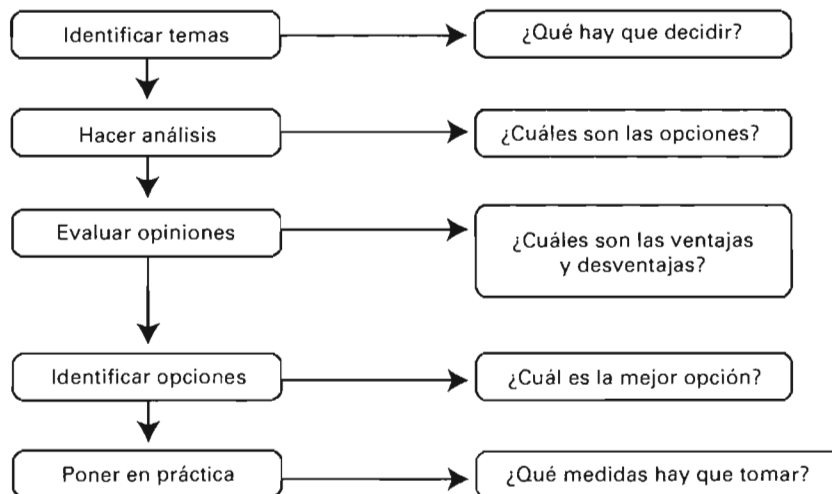 Identificar temas
¿Qué hay que decidir?
Hacer análisis
¿Cuáles son las opciones?
Evaluar opiniones
¿Cuáles son las ventajas
y desventajas?
Identificar opciones
¿Cuál es la mejor opción?
Poner en práctica
¿Qué medidas hay que tomar?